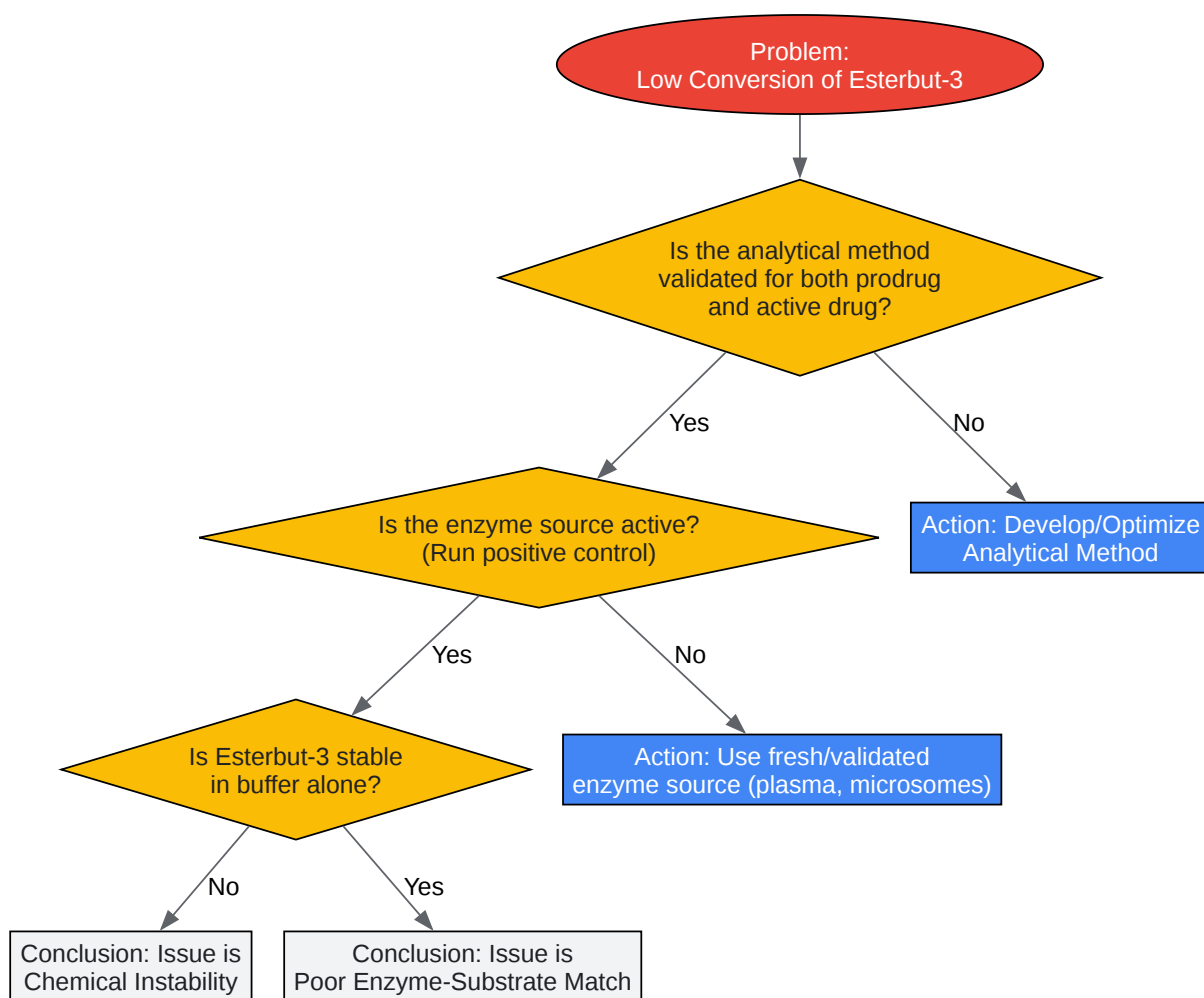 Problem:
Low Conversion of Esterbut-3
Is the analytical method
validated for both prodrug
and active drug?
Yes
No
Is the enzyme source active?
(Run positive control)
Action: Develop/Optimize
Analytical Method
Yes
No
Is Esterbut-3 stable
in buffer alone?
Action: Use fresh/validated
enzyme source (plasma, microsomes)
No
Yes
Conclusion: Issue is
Chemical Instability
Conclusion: Issue is
Poor Enzyme-Substrate Match